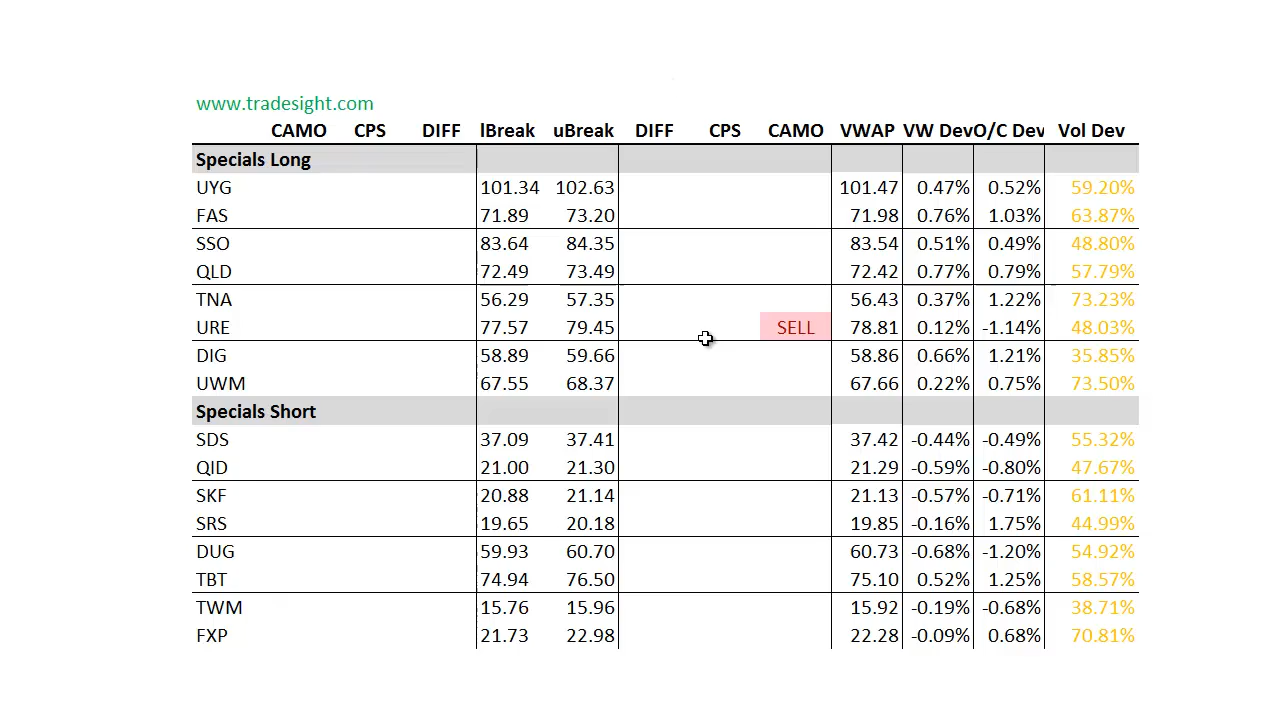 www.tradesight.com
CAMO CPS DIFF lBreak uBreak DIFF CPS CAMO VWAP VW Dev O/C Dev Vol Dev
Specials Long
UYG 101.34 102.63 101.47 0.47% 0.52% 59.20%
FAS 71.89 73.20 71.98 0.76% 1.03% 63.87%
SSO 83.64 84.35 83.54 0.51% 0.49% 48.80%
QLD 72.49 73.49 72.42 0.77% 0.79% 57.79%
TNA 56.29 57.35 56.43 0.37% 1.22% 73.23%
URE 77.57 79.45 SELL 78.81 0.12% -1.14% 48.03%
DIG 58.89 59.66 58.86 0.66% 1.21% 35.85%
UWM 67.55 68.37 67.66 0.22% 0.75% 73.50%
Specials Short
SDS 37.09 37.41 37.42 -0.44% -0.49% 55.32%
QID 21.00 21.30 21.29 -0.59% -0.80% 47.67%
SKF 20.88 21.14 21.13 -0.57% -0.71% 61.11%
SRS 19.65 20.18 19.85 -0.16% 1.75% 44.99%
DUG 59.93 60.70 60.73 -0.68% -1.20% 54.92%
TBT 74.94 76.50 75.10 0.52% 1.25% 58.57%
TWM 15.76 15.96 15.92 -0.19% -0.68% 38.71%
FXP 21.73 22.98 22.28 -0.09% 0.68% 70.81%